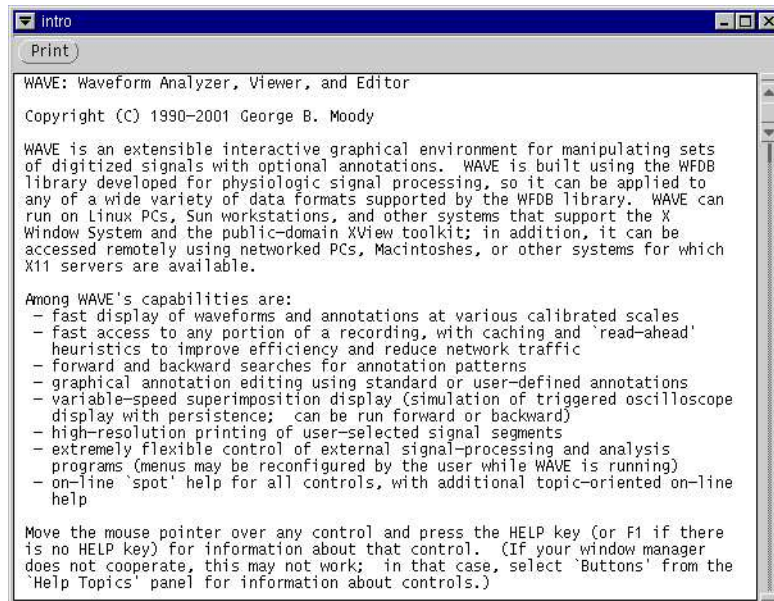 intro
Print
WAVE: Waveform Analyzer, Viewer, and Editor
Copyright (C) 1990-2001 George B. Moody
WAVE is an extensible interactive graphical environment for manipulating sets
of digitized signals with optional annotations.  WAVE is built using the WFDB
library developed for physiologic signal processing, so it can be applied to
any of a wide variety of data formats supported by the WFDB library.  WAVE can
run on Linux PCs, Sun workstations, and other systems that support the X
Window System and the public-domain XView toolkit; in addition, it can be
accessed remotely using networked PCs, Macintoshes, or other systems for which
X11 servers are available.
Among WAVE's capabilities are:
- fast display of waveforms and annotations at various calibrated scales
- fast access to any portion of a recording, with caching and `read-ahead'
heuristics to improve efficiency and reduce network traffic
- forward and backward searches for annotation patterns
- graphical annotation editing using standard or user-defined annotations
- variable-speed superimposition display (simulation of triggered oscilloscope
display with persistence;  can be run forward or backward)
- high-resolution printing of user-selected signal segments
- extremely flexible control of external signal-processing and analysis
programs (menus may be reconfigured by the user while WAVE is running)
- on-line `spot' help for all controls, with additional topic-oriented on-line
help
Move the mouse pointer over any control and press the HELP key (or F1 if there
is no HELP key) for information about that control.  (If your window manager
does not cooperate, this may not work;  in that case, select `Buttons' from the
`Help Topics' panel for information about controls.)